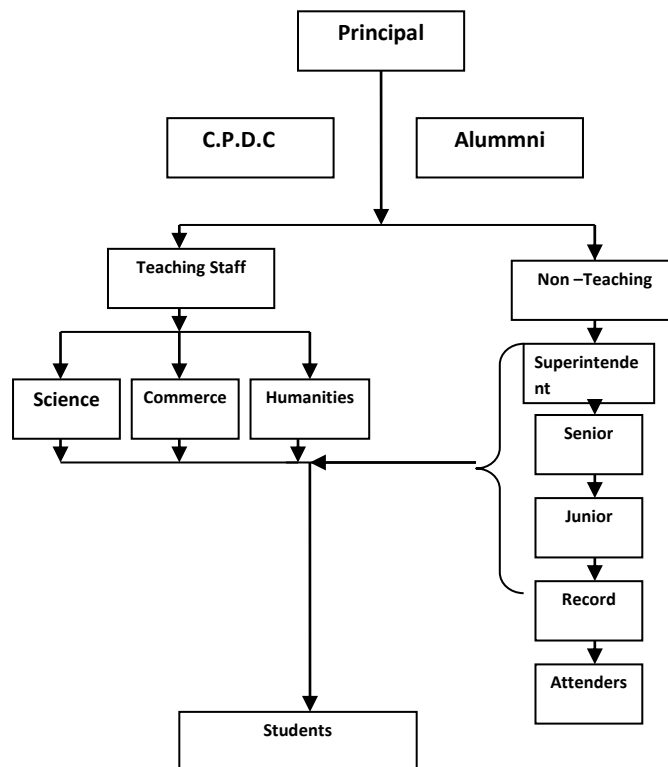 Principal
C.P.D.C
Alummni
Teaching Staff
Non –Teaching
Superintende
nt
Science
Commerce
Humanities
Senior
Junior
Record
Attenders
Students